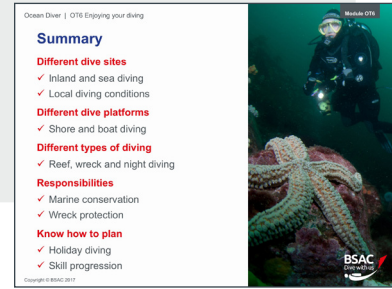 Ocean Diver | OT6 Enjoying your diving
Module OT6
Summary
Different dive sites
✓ Inland and sea diving
✓ Local diving conditions
Different dive platforms
✓ Shore and boat diving
Different types of diving
✓ Reef, wreck and night diving
Responsibilities
✓ Marine conservation
✓ Wreck protection
Know how to plan
✓ Holiday diving
✓ Skill progression
BSAC
Dive with us
Copyright © BSAC 2017